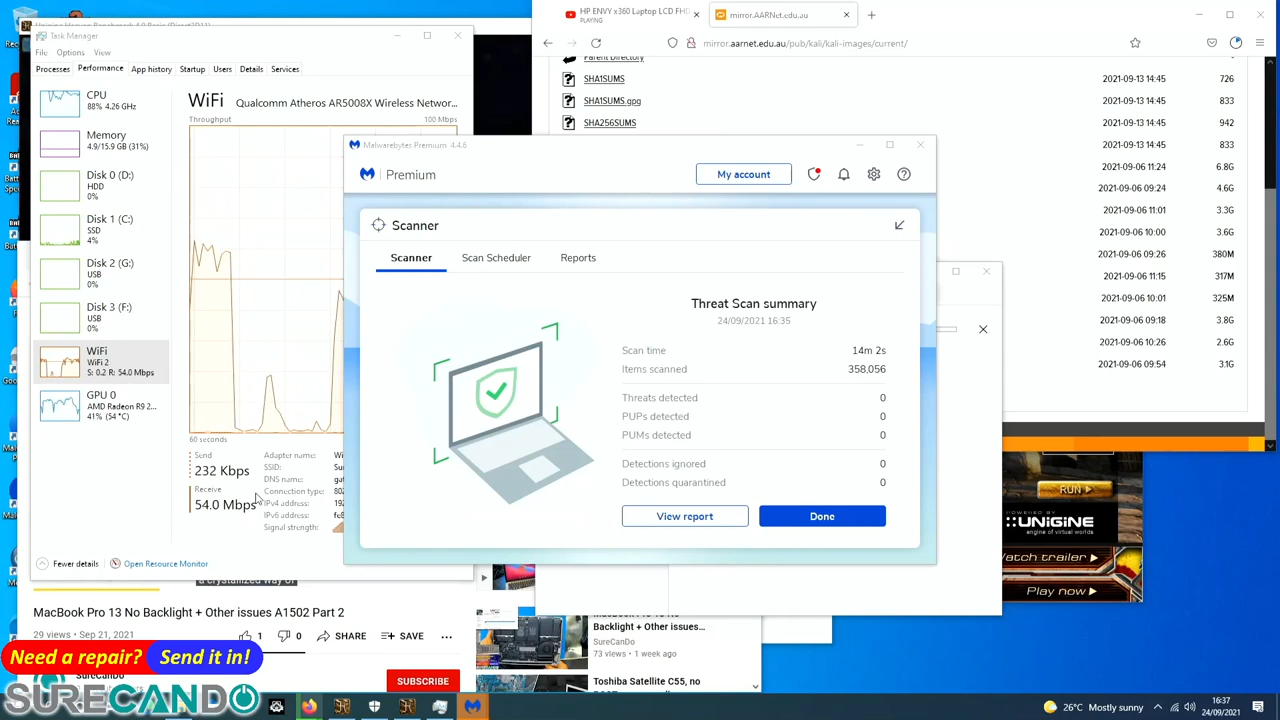 Task Manager
File Options View
Processes Performance App history Startup Users Details Services
CPU
88% 4.26 GHz
Memory
4.9/15.9 GB (31%)
Disk 0 (D:)
HDD
0%
Disk 1 (C:)
SSD
4%
Disk 2 (G:)
USB
0%
Disk 3 (F:)
USB
0%
WiFi
WiFi 2
S: 0.2 R: 54.0 Mbps
GPU 0
AMD Radeon R9 2...
41% (54 °C)
WiFi Qualcomm Atheros AR5008X Wireless Networ...
Throughput 100 Mbps
60 seconds
Send
232 Kbps
Receive
54.0 Mbps
Adapter name:
SSID:
DNS name:
Connection type:
IPv4 address:
IPv6 address:
Signal strength:
Fewer details Open Resource Monitor
HP ENVY x360 Laptop LCD FHD
PLAYING
mirror.AARNet.edu.au
mirror.aarnet.edu.au/pub/kali-images/current/
Parent Directory
SHA1SUMS 2021-09-13 14:45 726
SHA1SUMS.gpg 2021-09-13 14:45 833
SHA256SUMS 2021-09-13 14:45 942
2021-09-13 14:45 833
2021-09-06 11:24 6.8G
2021-09-06 09:24 4.6G
2021-09-06 11:01 3.3G
2021-09-06 10:00 3.6G
2021-09-06 09:26 380M
2021-09-06 11:15 317M
2021-09-06 10:01 325M
2021-09-06 09:18 3.8G
2021-09-06 10:26 2.6G
2021-09-06 09:54 3.1G
Malwarebytes Premium 4.4.6
Premium
My account
Scanner
Scanner Scan Scheduler Reports
Threat Scan summary
24/09/2021 16:35
Scan time 14m 2s
Items scanned 358,056
Threats detected 0
PUPs detected 0
PUMs detected 0
Detections ignored 0
Detections quarantined 0
View report Done
RUN
POWERED BY
UNIGINE
engine of virtual worlds
Watch trailer
Play now
a crystallized way of
MacBook Pro 13 No Backlight + Other issues A1502 Part 2
29 views • Sep 21, 2021
1 0 SHARE SAVE
SureCanDo
SUBSCRIBE
Backlight + Other issues...
SureCanDo
73 views • 1 week ago
Toshiba Satellite C55, no
Need a repair? Send it in!
SURECANDO
26°C Mostly sunny
16:37
24/09/2021